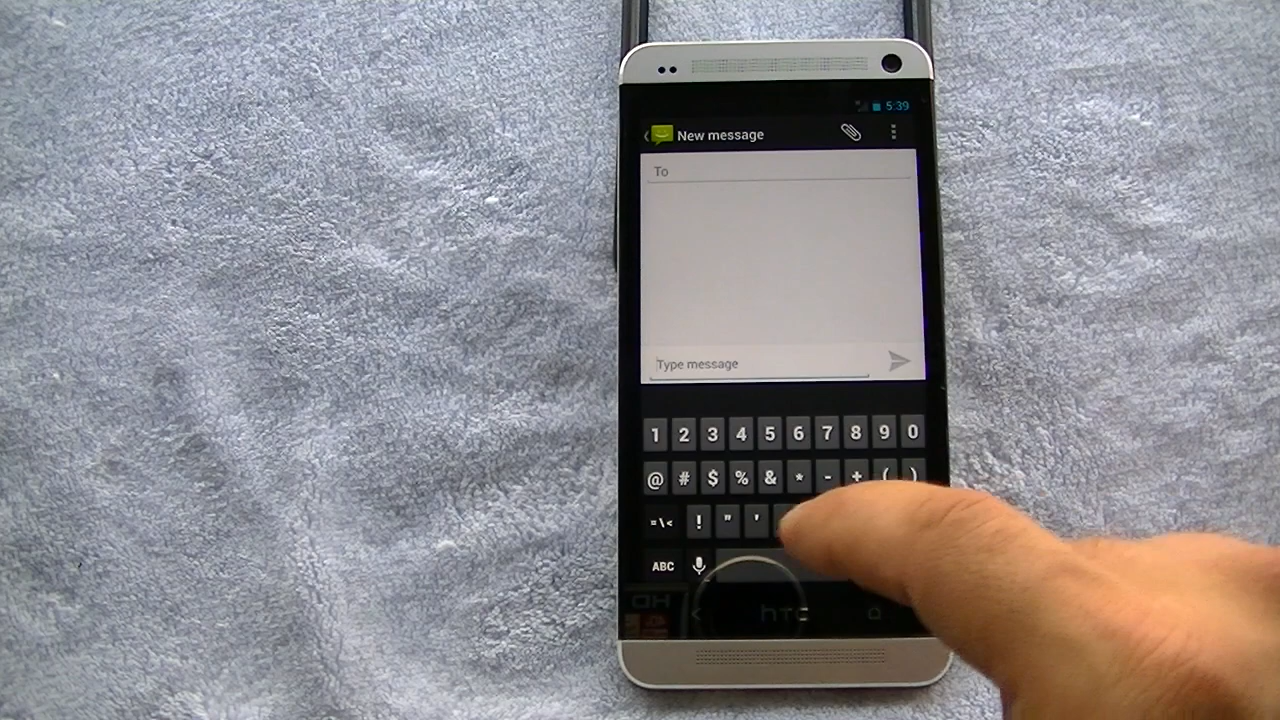 5:39
New message
To
Type message
1 2 3 4 5 6 7 8 9 0
@ # $ % & * - + ( )
=\< ! " '
ABC
hTC